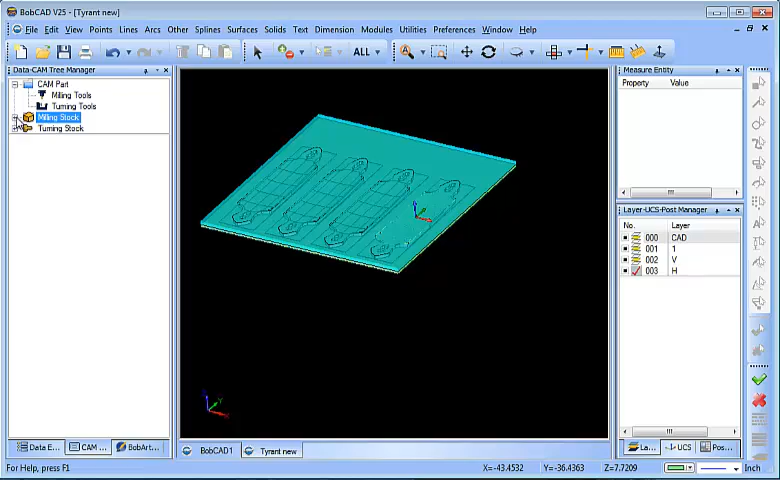 BobCAD V25 - [Tyrant new]
File Edit View Points Lines Arcs Other Splines Surfaces Solids Text Dimension Modules Utilities Preferences Window Help
ALL
Data-CAM Tree Manager
CAM Part
Milling Tools
Turning Tools
Milling Stock
Turning Stock
Measure Entity
Property Value
Layer-UCS-Post Manager
No. Layer
000 CAD
001 1
002 V
003 H
Data E... CAM ... BobArt...
BobCAD1 Tyrant new
La... UCS Pos...
For Help, press F1 X=-43.4532 Y=-36.4363 Z=7.7209 Inch